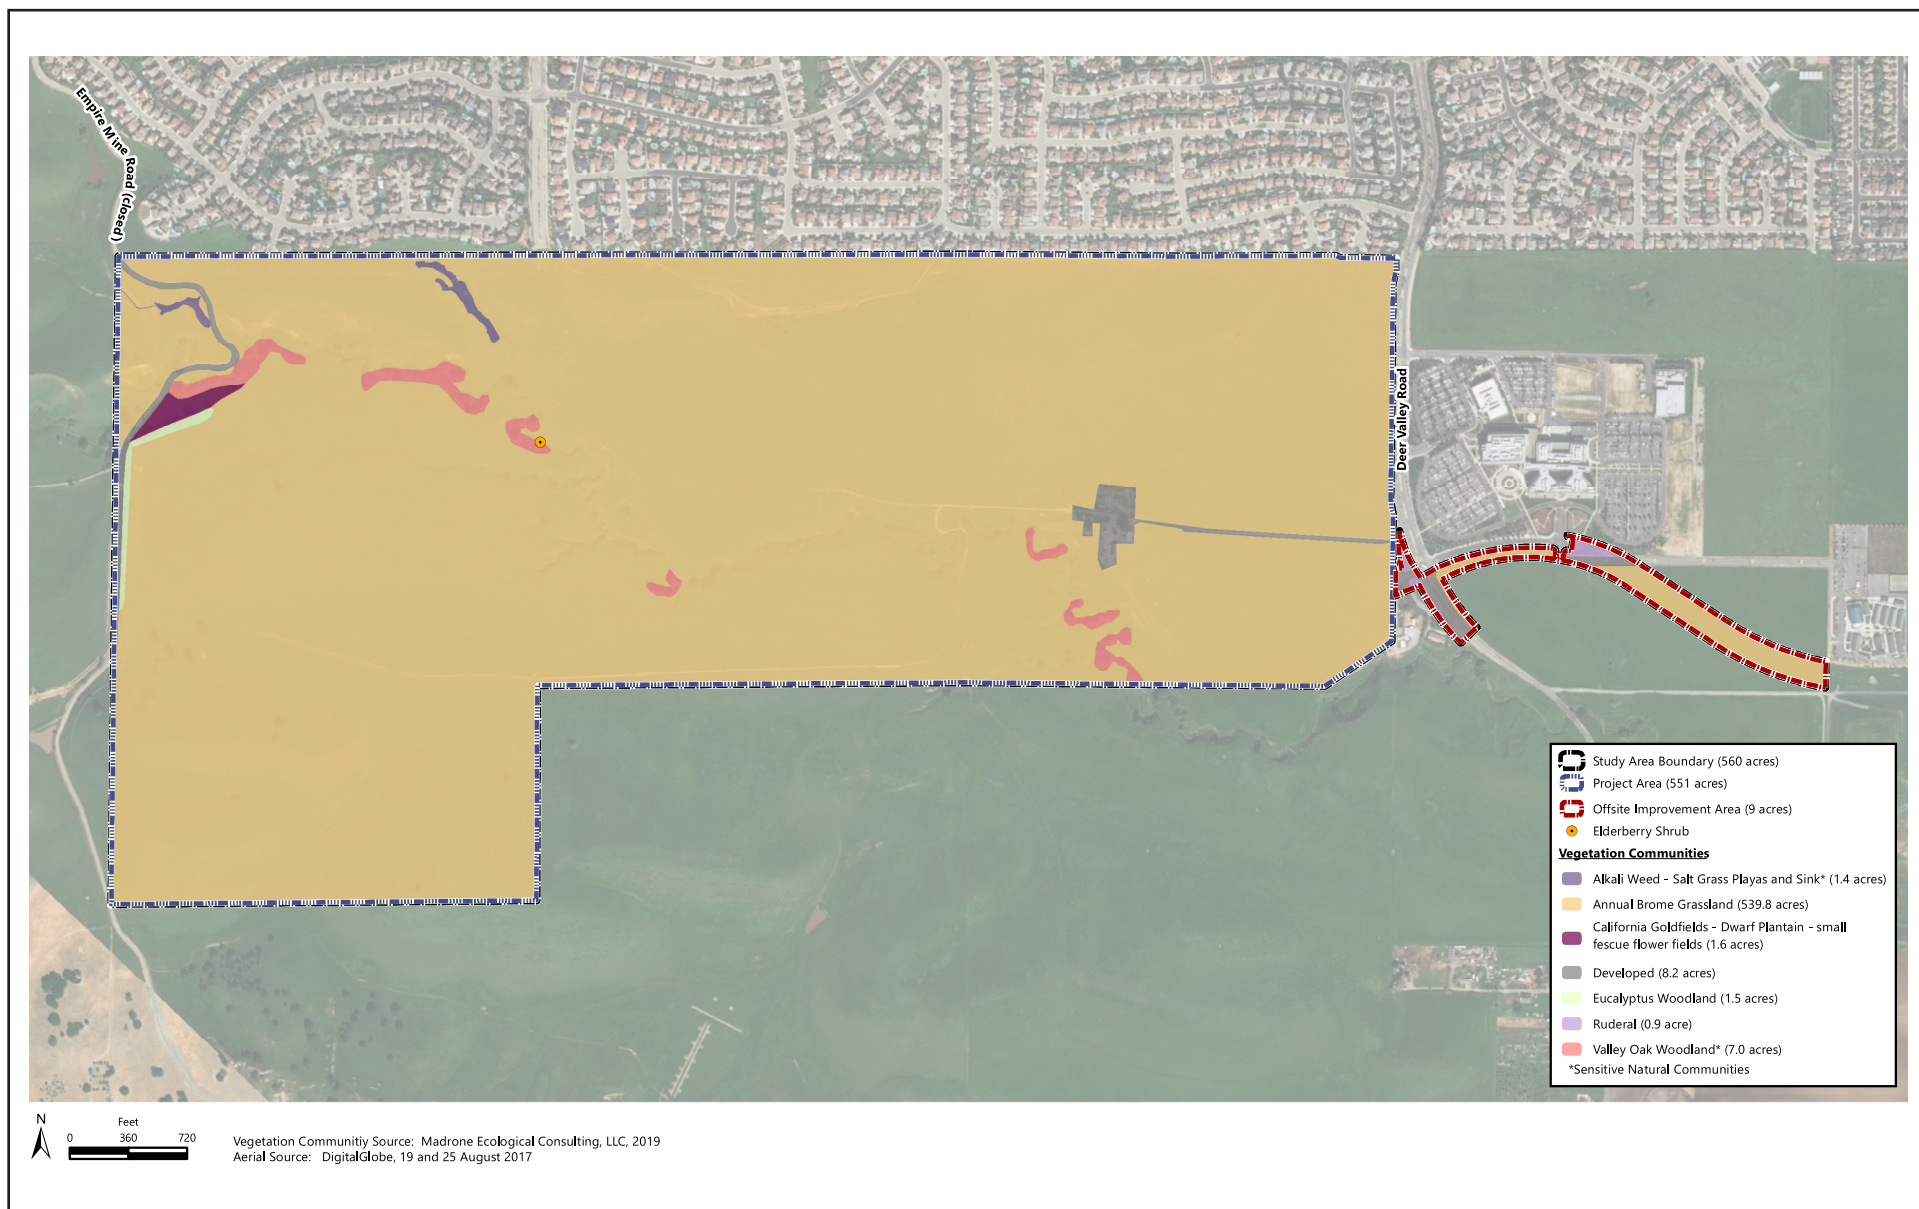 Empire Mine Road (closed)
Deer Valley Road
Study Area Boundary (560 acres)
Project Area (551 acres)
Offsite Improvement Area (9 acres)
Elderberry Shrub
Vegetation Communities
Alkali Weed - Salt Grass Playas and Sink* (1.4 acres)
Annual Brome Grassland (539.8 acres)
California Goldfields - Dwarf Plantain - small
fescue flower fields (1.6 acres)
Developed (8.2 acres)
Eucalyptus Woodland (1.5 acres)
Ruderal (0.9 acre)
Valley Oak Woodland* (7.0 acres)
*Sensitive Natural Communities
N
Feet
0 360 720
Vegetation Communitiy Source: Madrone Ecological Consulting, LLC, 2019
Aerial Source: DigitalGlobe, 19 and 25 August 2017